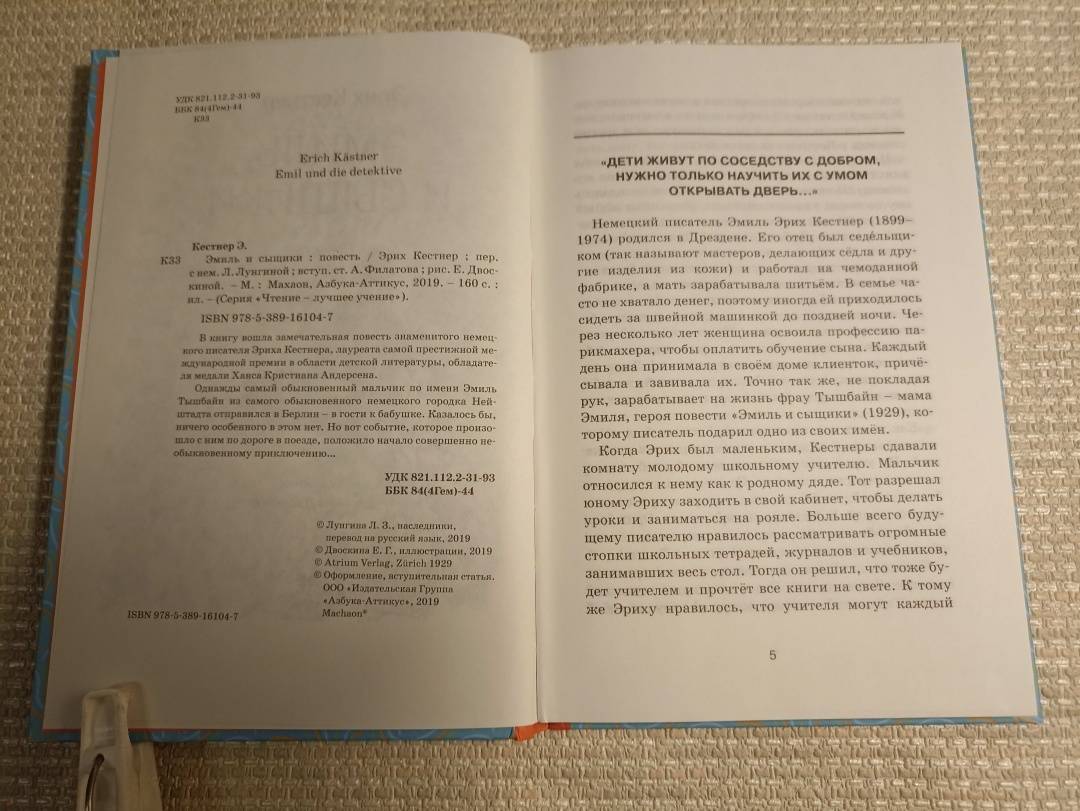 УДК 821.112.2-31-93
ББК 84(4Гем)-44
К33
Erich Kästner
Emil und die detektive
Кестнер Э.
К33 Эмиль и сыщики : повесть / Эрих Кестнер ; пер.
с нем. Л. Лунгиной ; вступ. ст. А. Филатова ; рис. Е. Двос-
киной. – М. : Махаон, Азбука-Аттикус, 2019. – 160 с. :
ил. – (Серия «Чтение – лучшее учение»).
ISBN 978-5-389-16104-7
В книгу вошла замечательная повесть знаменитого немец-
кого писателя Эриха Кестнера, лауреата самой престижной меж-
дународной премии в области детской литературы, обладате-
ля медали Ханса Кристиана Андерсена.
Однажды самый обыкновенный мальчик по имени Эмиль
Тышбайн из самого обыкновенного немецкого городка Ней-
штадта отправился в Берлин – в гости к бабушке. Казалось бы,
ничего особенного в этом нет. Но вот событие, которое произо-
шло с ним по дороге в поезде, положило начало совершенно не-
обыкновенному приключению...
УДК 821.112.2-31-93
ББК 84(4Гем)-44
© Лунгина Л. З., наследники,
перевод на русский язык, 2019
© Двоскина Е. Г., иллюстрации, 2019
© Atrium Verlag, Zürich 1929
© Оформление, вступительная статья.
ООО «Издательская Группа
«Азбука-Аттикус», 2019
Machaon®
ISBN 978-5-389-16104-7
«ДЕТИ ЖИВУТ ПО СОСЕДСТВУ С ДОБРОМ,
НУЖНО ТОЛЬКО НАУЧИТЬ ИХ С УМОМ
ОТКРЫВАТЬ ДВЕРЬ...»
Немецкий писатель Эмиль Эрих Кестнер (1899–
1974) родился в Дрездене. Его отец был седельщи-
ком (так называют мастеров, делающих сёдла и дру-
гие изделия из кожи) и работал на чемоданной
фабрике, а мать зарабатывала шитьём. В семье ча-
сто не хватало денег, поэтому иногда ей приходилось
сидеть за швейной машинкой до поздней ночи. Че-
рез несколько лет женщина освоила профессию па-
рикмахера, чтобы оплатить обучение сына. Каждый
день она принимала в своём доме клиенток, причё-
сывала и завивала их. Точно так же, не покладая
рук, зарабатывает на жизнь фрау Тышбайн – мама
Эмиля, героя повести «Эмиль и сыщики» (1929), ко-
торому писатель подарил одно из своих имён.
Когда Эрих был маленьким, Кестнеры сдавали
комнату молодому школьному учителю. Мальчик
относился к нему как к родному дяде. Тот разрешал
юному Эриху заходить в свой кабинет, чтобы делать
уроки и заниматься на рояле. Больше всего буду-
щему писателю нравилось рассматривать огромные
стопки школьных тетрадей, журналов и учебников,
занимавших весь стол. Тогда он решил, что тоже бу-
дет учителем и прочтёт все книги на свете. К тому
же Эриху нравилось, что учителя могут каждый
5